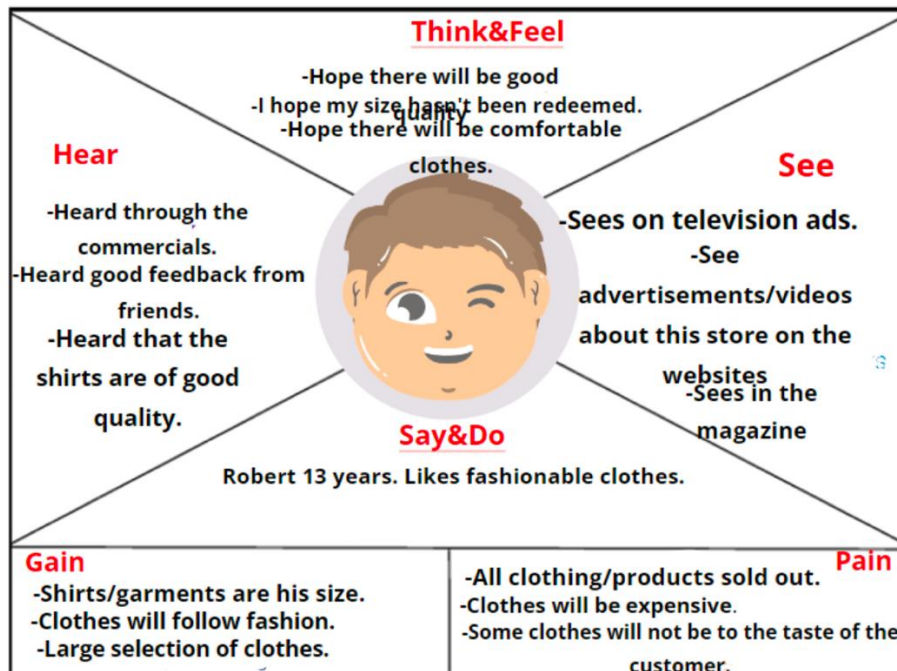 Think&Feel
-Hope there will be good
quality
-I hope my size hasn't been redeemed.
-Hope there will be comfortable
clothes.
Hear
-Heard through the
commercials.
-Heard good feedback from
friends.
-Heard that the
shirts are of good
quality.
See
-Sees on television ads.
-See
advertisements/videos
about this store on the
websites
-Sees in the
magazine
Say&Do
Robert 13 years. Likes fashionable clothes.
Gain
-Shirts/garments are his size.
-Clothes will follow fashion.
-Large selection of clothes.
Pain
-All clothing/products sold out.
-Clothes will be expensive.
-Some clothes will not be to the taste of the
customer.